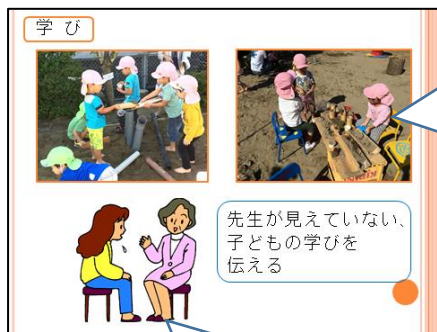 学 び
先生が見えていない、
子どもの学びを
伝える